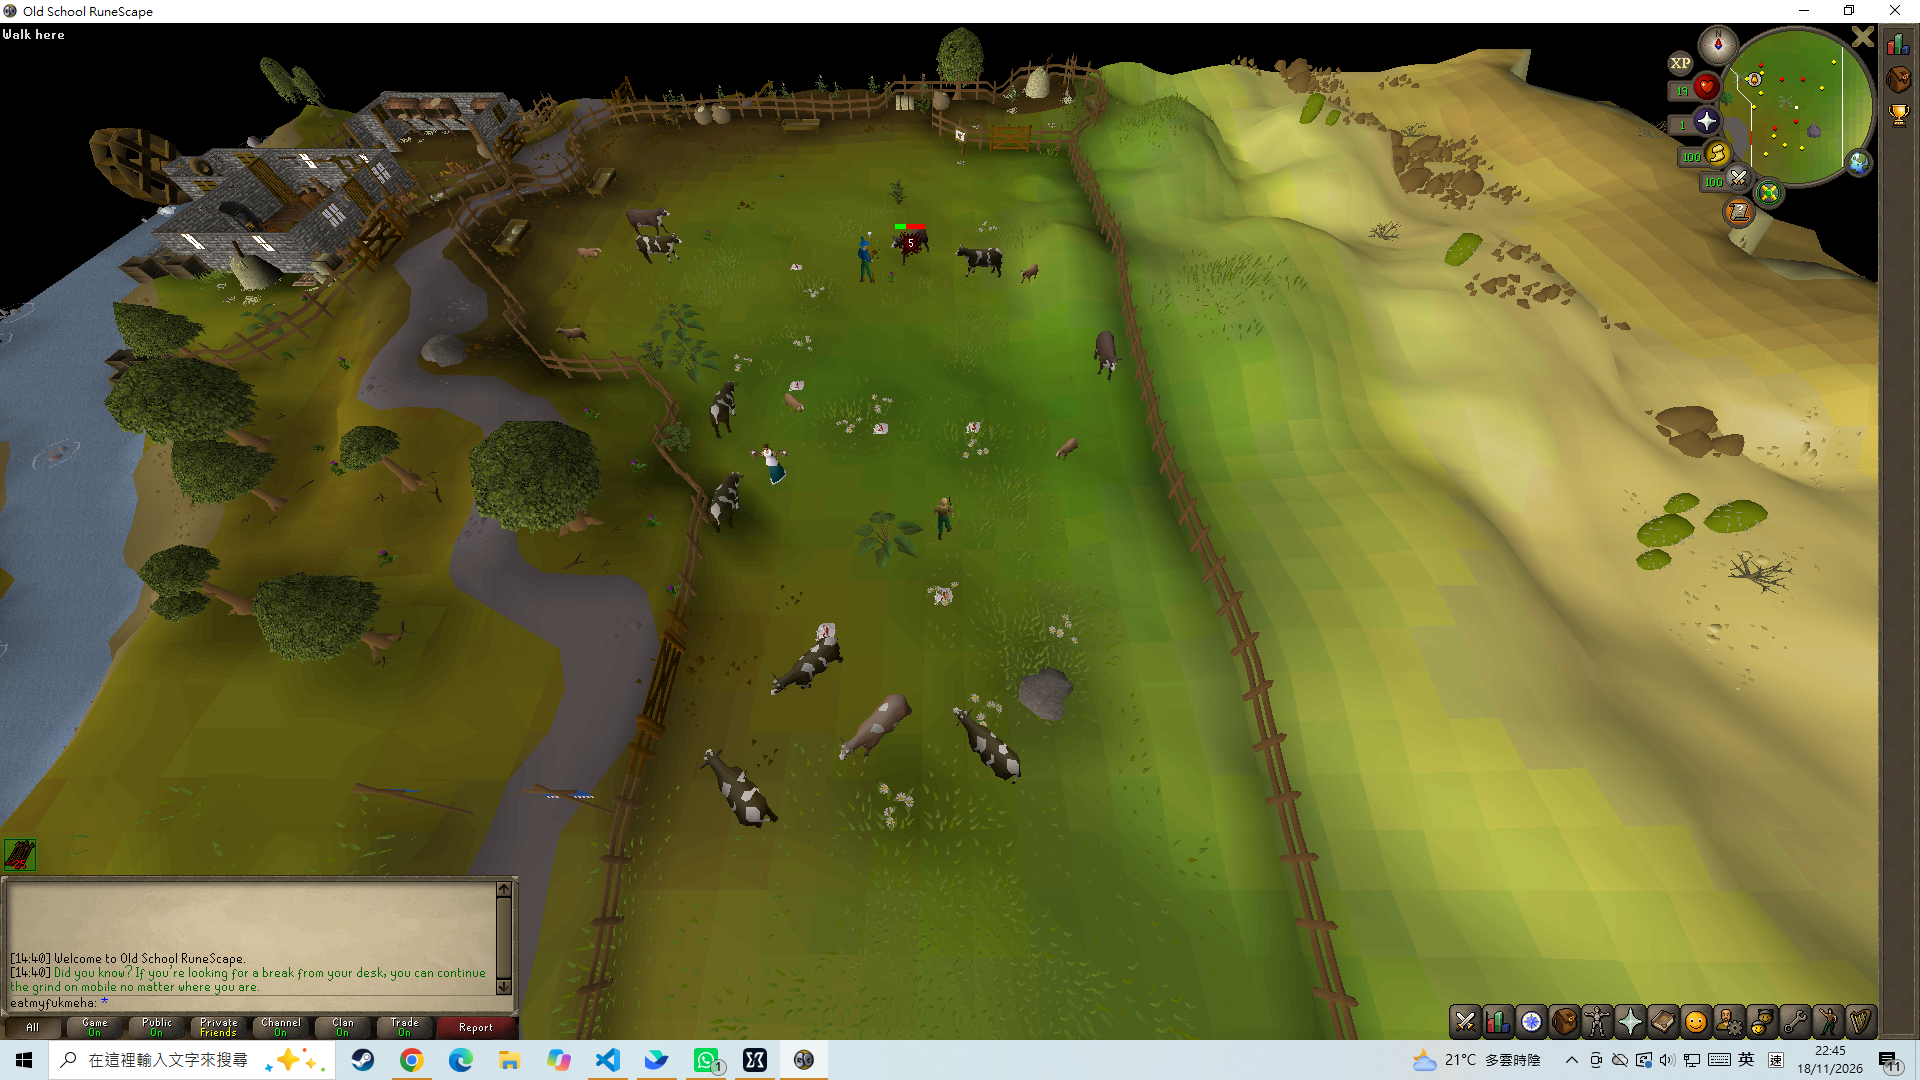 Old School RuneScape
Walk here
N
XP
19
1
100
100
5
25
[14:40] Welcome to Old School RuneScape.
[14:40] Did you know? If you're looking for a break from your desk, you can continue
the grind on mobile no matter where you are.
eatmyfukmeha: *
All
Game
On
Public
On
Private
Friends
Channel
On
Clan
On
Trade
On
Report
在這裡輸入文字來搜尋
1
21°C 多雲時陰
英
速
22:45
18/11/2026
11